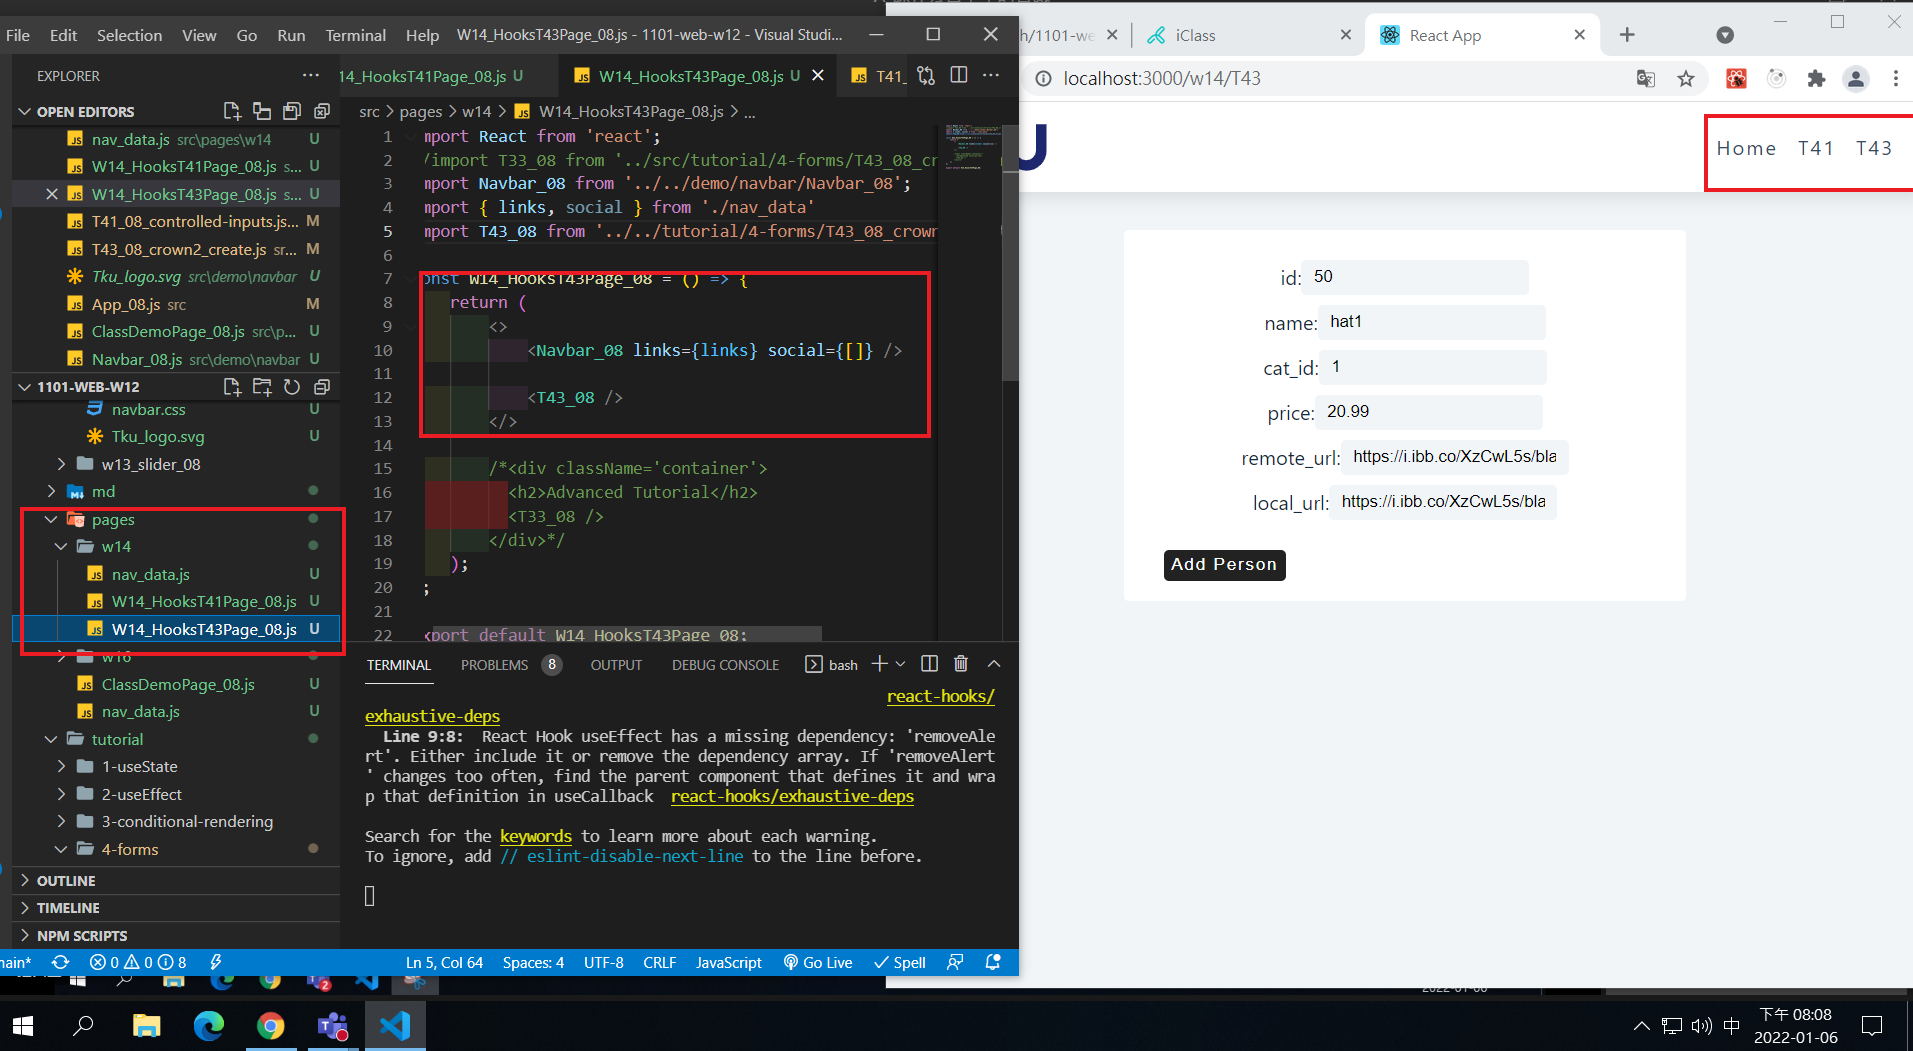 File Edit Selection View Go Run Terminal Help W14_HooksT43Page_08.js - 1101-web-w12 - Visual Studi...
EXPLORER
OPEN EDITORS
nav_data.js src\pages\w14 U
W14_HooksT41Page_08.js s... U
W14_HooksT43Page_08.js s... U
T41_08_controlled-inputs.js... M
T43_08_crown2_create.js sr... M
Tku_logo.svg src\demo\navbar U
App_08.js src M
ClassDemoPage_08.js src\p... U
Navbar_08.js src\demo\navbar U
1101-WEB-W12
navbar.css U
Tku_logo.svg U
w13_slider_08
md
pages
w14
nav_data.js U
W14_HooksT41Page_08.js U
W14_HooksT43Page_08.js U
w16
ClassDemoPage_08.js U
nav_data.js U
tutorial
1-useState
2-useEffect
3-conditional-rendering
4-forms
OUTLINE
TIMELINE
NPM SCRIPTS
14_HooksT41Page_08.js U W14_HooksT43Page_08.js U T41_
src > pages > w14 > W14_HooksT43Page_08.js > ...
1 mport React from 'react';
2 /import T33_08 from '../src/tutorial/4-forms/T43_08_cr
3 mport Navbar_08 from '../../demo/navbar/Navbar_08';
4 mport { links, social } from './nav_data'
5 mport T43_08 from '../../tutorial/4-forms/T43_08_crown
6
7 onst W14_HooksT43Page_08 = () => {
8 return (
9 <>
10 <Navbar_08 links={links} social={[]} />
11
12 <T43_08 />
13 </>
14
15 /*<div className='container'>
16 <h2>Advanced Tutorial</h2>
17 <T33_08 />
18 </div>*/
19 );
20 ;
21
22 xport default W14_HooksT43Page_08;
TERMINAL PROBLEMS 8 OUTPUT DEBUG CONSOLE bash
react-hooks/
exhaustive-deps
Line 9:8: React Hook useEffect has a missing dependency: 'removeAle
rt'. Either include it or remove the dependency array. If 'removeAlert
' changes too often, find the parent component that defines it and wra
p that definition in useCallback react-hooks/exhaustive-deps
Search for the keywords to learn more about each warning.
To ignore, add // eslint-disable-next-line to the line before.
main* 0 0 8 Ln 5, Col 64 Spaces: 4 UTF-8 CRLF JavaScript Go Live Spell
h/1101-we iClass React App
localhost:3000/w14/T43
U
Home T41 T43
id: 50
name: hat1
cat_id: 1
price: 20.99
remote_url: https://i.ibb.co/XzCwL5s/bla
local_url: https://i.ibb.co/XzCwL5s/bla
Add Person
2
2022-01-06
中
下午 08:08
2022-01-06